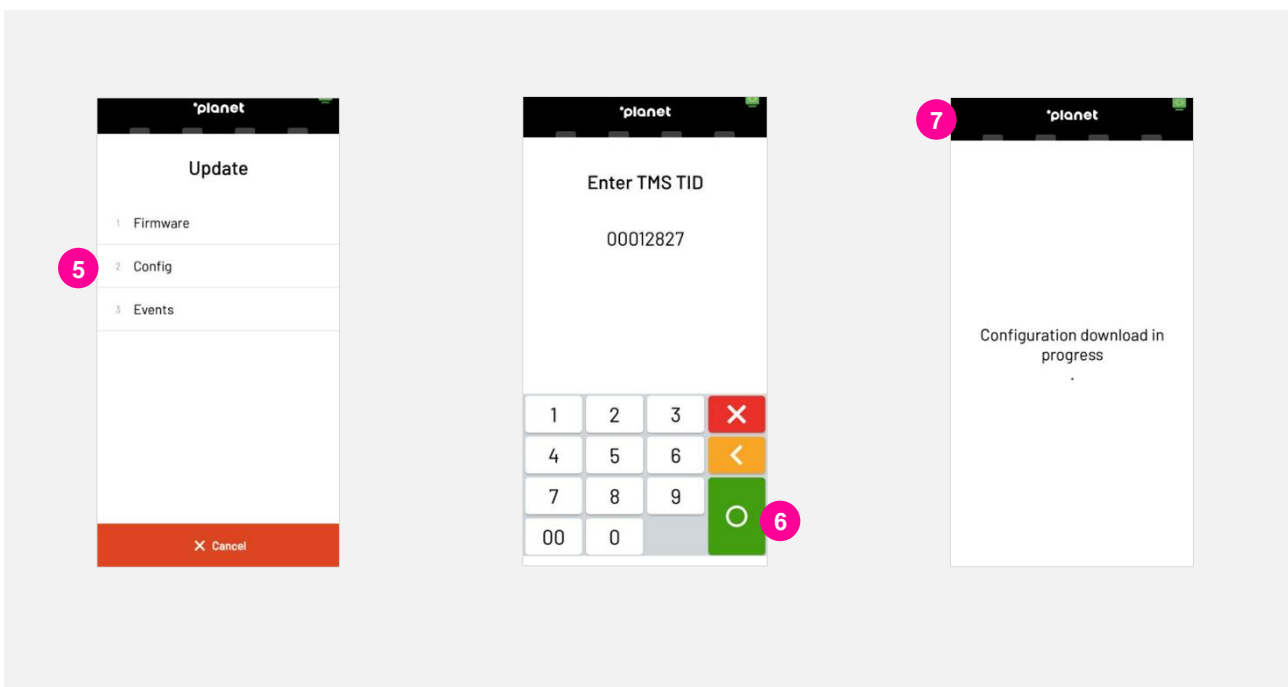 planet
Update
1 Firmware
5
2 Config
3 Events
X Cancel
planet
Enter TMS TID
00012827
1 2 3
4 5 6
7 8 9
00 0
6
7
planet
Configuration download in
progress
.